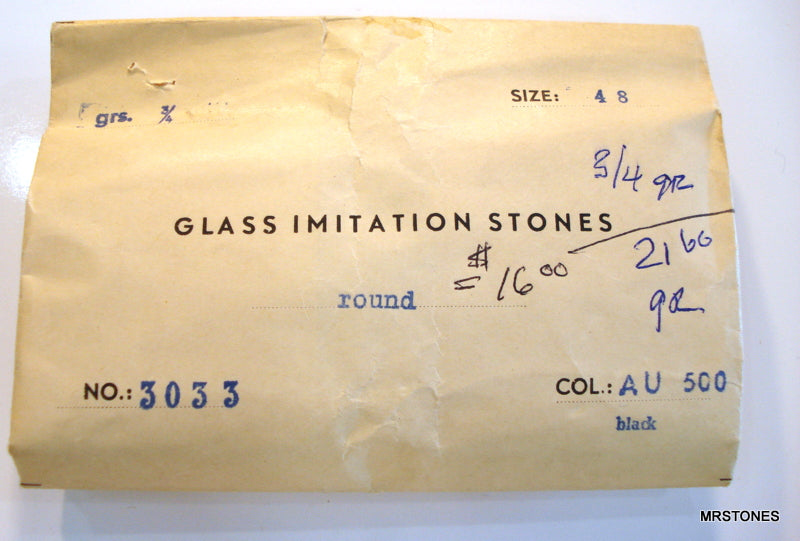 SIZE: 48
grs. ¾
3/4 gr
GLASS IMITATION STONES
21 60
gr
= $ 16 00
round
NO.: 3033
COL.: AU 500
black
MRSTONES